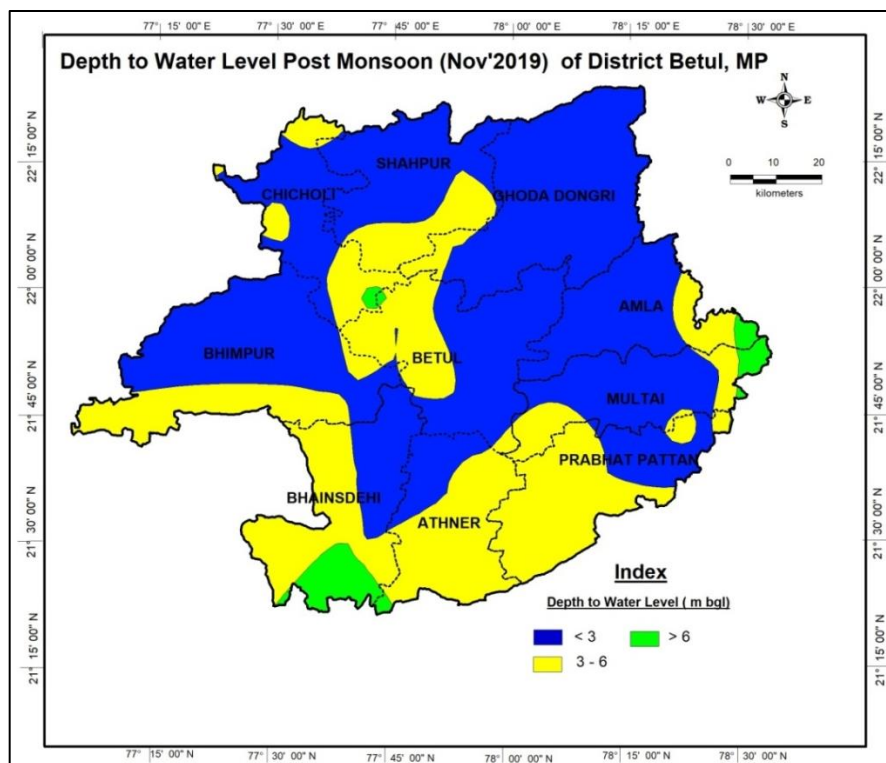 77° 15' 00" E 77° 30' 00" E 77° 45' 00" E 78° 00' 00" E 78° 15' 00" E 78° 30' 00" E
Depth to Water Level Post Monsoon (Nov'2019) of District Betul, MP
N
W E
S
22° 15' 00" N
22° 15' 00" N
0 10 20
kilometers
SHAHPUR
CHICHOLI
GHODA DONGRI
22° 00' 00" N
22° 00' 00" N
AMLA
BHIMPUR
BETUL
21° 45' 00" N
21° 45' 00" N
MULTAI
PRABHAT PATTAN
BHAINSDEHI
ATHNER
21° 30' 00" N
21° 30' 00" N
Index
Depth to Water Level ( m bgl)
< 3 > 6
3 - 6
21° 15' 00" N
21° 15' 00" N
77° 15' 00" E 77° 30' 00" E 77° 45' 00" E 78° 00' 00" E 78° 15' 00" E 78° 30' 00" E